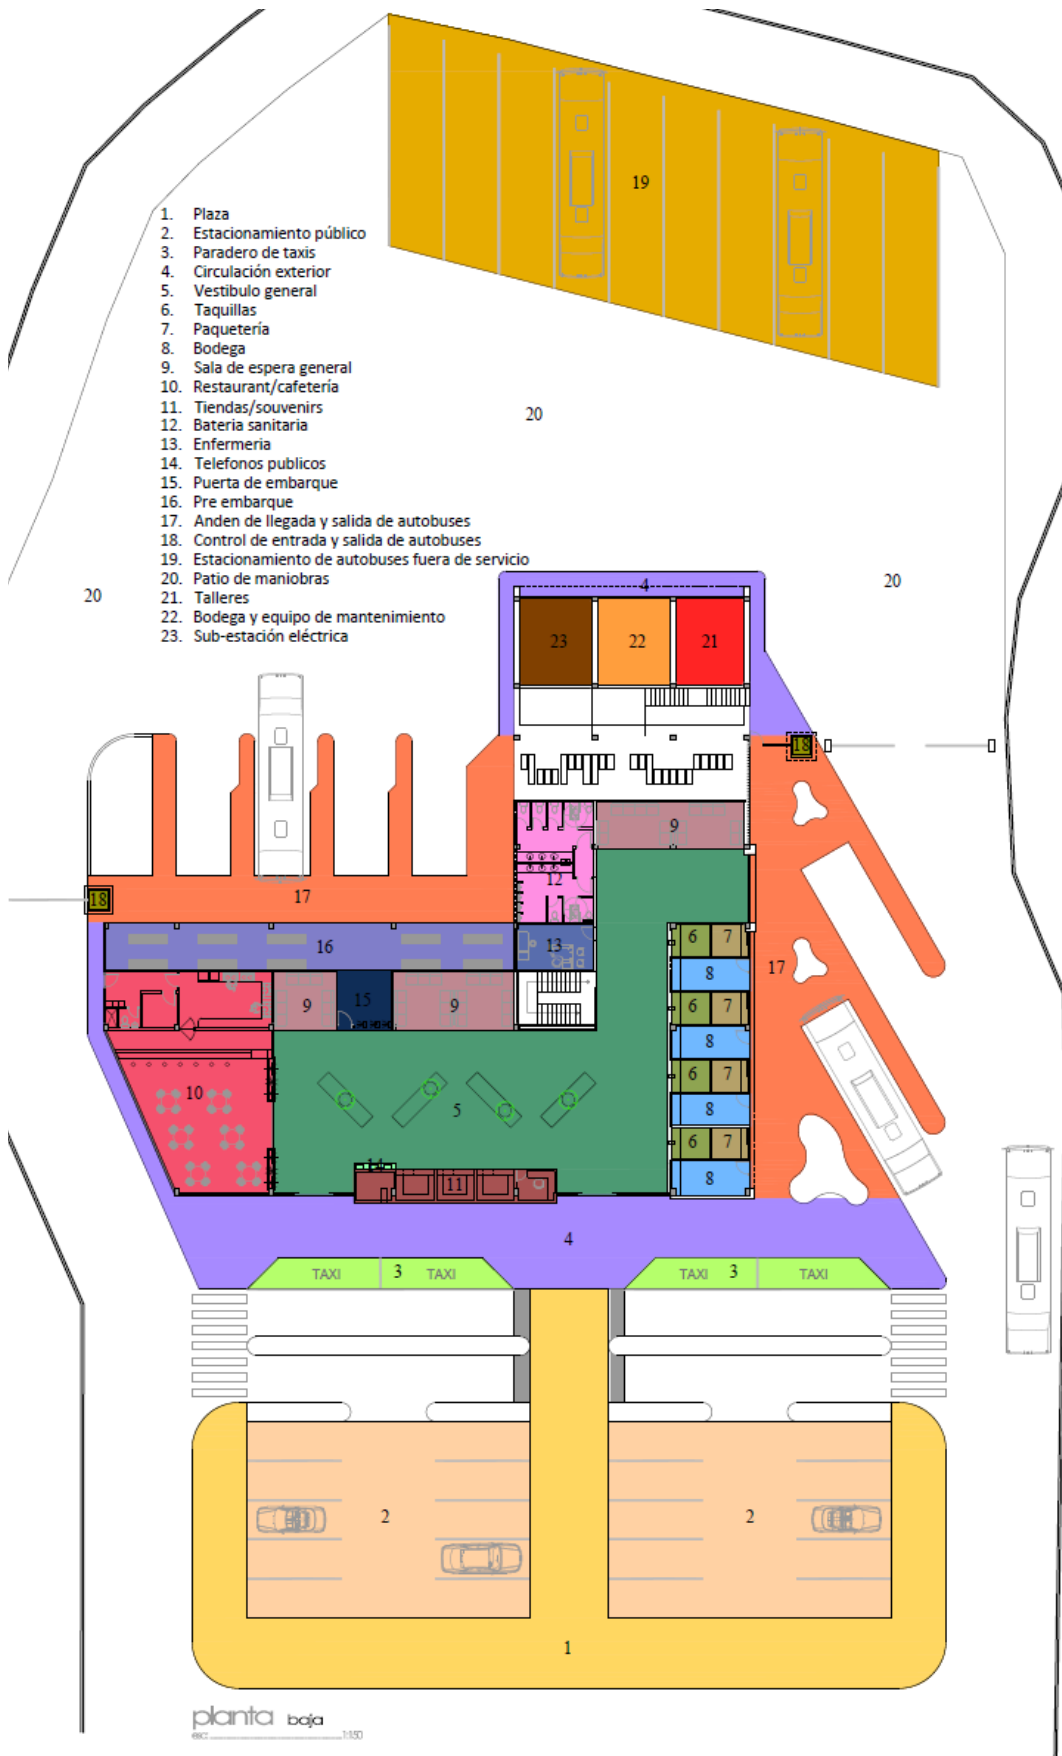 19
1. Plaza
2. Estacionamiento público
3. Paradero de taxis
4. Circulación exterior
5. Vestibulo general
6. Taquillas
7. Paquetería
8. Bodega
9. Sala de espera general
10. Restaurant/cafetería
11. Tiendas/souvenirs
12. Bateria sanitaria
13. Enfermeria
14. Telefonos publicos
15. Puerta de embarque
16. Pre embarque
17. Anden de llegada y salida de autobuses
18. Control de entrada y salida de autobuses
19. Estacionamiento de autobuses fuera de servicio
20. Patio de maniobras
21. Talleres
22. Bodega y equipo de mantenimiento
23. Sub-estación eléctrica
20
20
20
4
23 22 21
18
9
12
18
17
16
13
6 7
17
8
9
15
9
6 7
8
6 7
8
10
5
6 7
8
14
11
4
TAXI 3 TAXI
TAXI 3 TAXI
2
2
1
planta baja
esc: 1:150